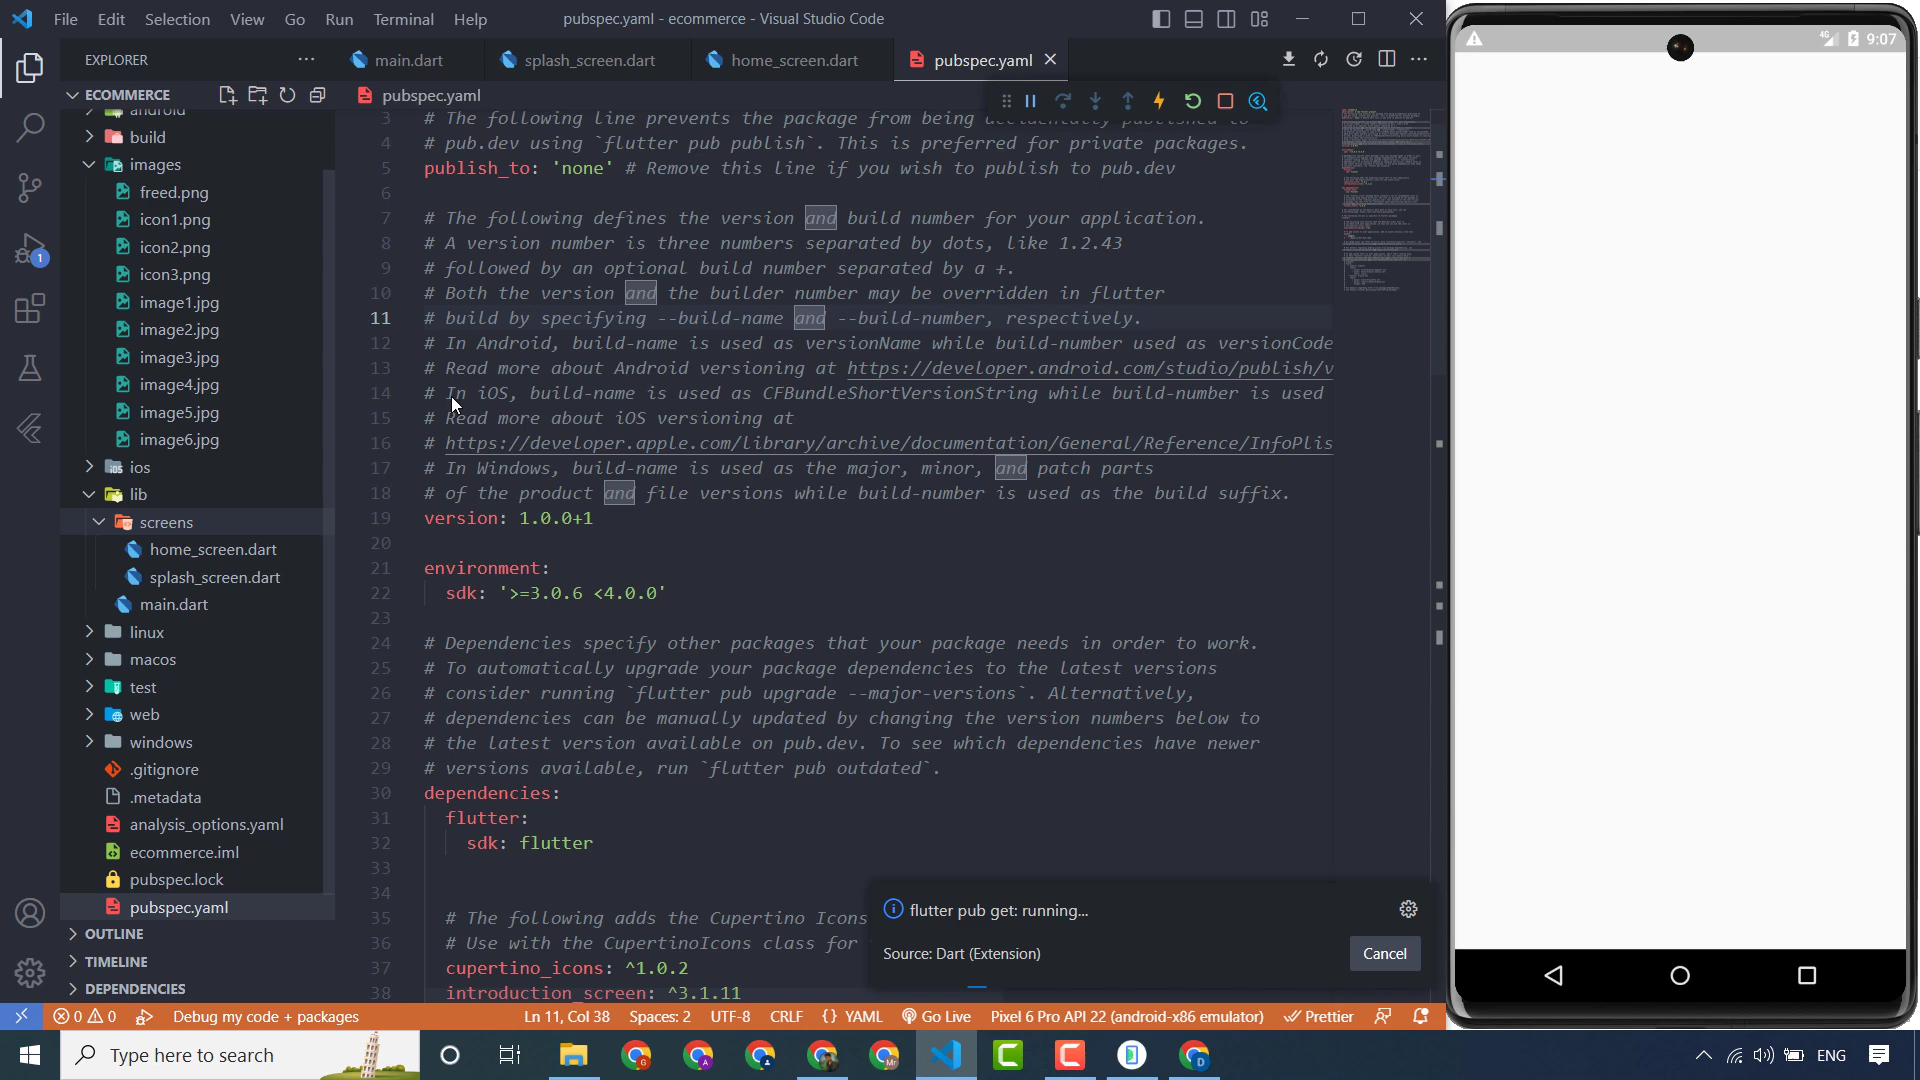 File Edit Selection View Go Run Terminal Help
pubspec.yaml - ecommerce - Visual Studio Code
EXPLORER
main.dart
splash_screen.dart
home_screen.dart
pubspec.yaml
ECOMMERCE
pubspec.yaml
android
build
images
freed.png
icon1.png
icon2.png
icon3.png
image1.jpg
image2.jpg
image3.jpg
image4.jpg
image5.jpg
image6.jpg
ios
lib
screens
home_screen.dart
splash_screen.dart
main.dart
linux
macos
test
web
windows
.gitignore
.metadata
analysis_options.yaml
ecommerce.iml
pubspec.lock
pubspec.yaml
OUTLINE
TIMELINE
DEPENDENCIES
1
3 # The following line prevents the package from being accidentally published to
4 # pub.dev using `flutter pub publish`. This is preferred for private packages.
5 publish_to: 'none' # Remove this line if you wish to publish to pub.dev
6
7 # The following defines the version and build number for your application.
8 # A version number is three numbers separated by dots, like 1.2.43
9 # followed by an optional build number separated by a +.
10 # Both the version and the builder number may be overridden in flutter
11 # build by specifying --build-name and --build-number, respectively.
12 # In Android, build-name is used as versionName while build-number used as versionCode
13 # Read more about Android versioning at https://developer.android.com/studio/publish/v
14 # In iOS, build-name is used as CFBundleShortVersionString while build-number is used
15 # Read more about iOS versioning at
16 # https://developer.apple.com/library/archive/documentation/General/Reference/InfoPlis
17 # In Windows, build-name is used as the major, minor, and patch parts
18 # of the product and file versions while build-number is used as the build suffix.
19 version: 1.0.0+1
20
21 environment:
22 sdk: '>=3.0.6 <4.0.0'
23
24 # Dependencies specify other packages that your package needs in order to work.
25 # To automatically upgrade your package dependencies to the latest versions
26 # consider running `flutter pub upgrade --major-versions`. Alternatively,
27 # dependencies can be manually updated by changing the version numbers below to
28 # the latest version available on pub.dev. To see which dependencies have newer
29 # versions available, run `flutter pub outdated`.
30 dependencies:
31 flutter:
32 sdk: flutter
33
34
35 # The following adds the Cupertino Icons
36 # Use with the CupertinoIcons class for
37 cupertino_icons: ^1.0.2
38 introduction_screen: ^3.1.11
flutter pub get: running...
Source: Dart (Extension)
Cancel
0 0 Debug my code + packages
Ln 11, Col 38 Spaces: 2 UTF-8 CRLF {} YAML Go Live Pixel 6 Pro API 22 (android-x86 emulator) Prettier
4G 9:07
Type here to search
ENG